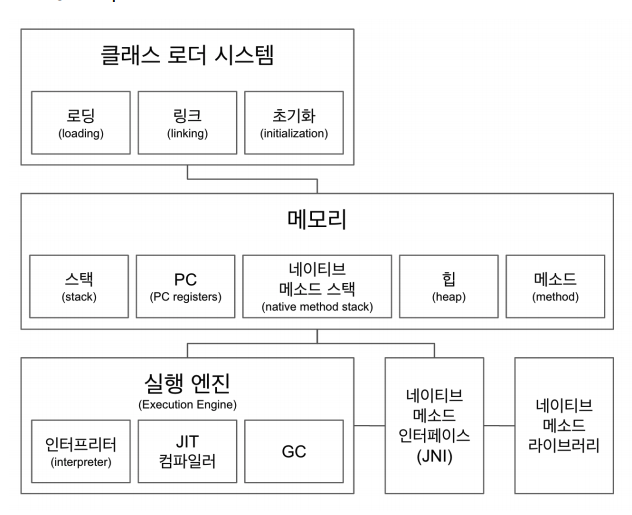 클래스 로더 시스템
로딩
(loading)
링크
(linking)
초기화
(initialization)
메모리
스택
(stack)
PC
(PC registers)
네이티브
메소드 스택
(native method stack)
힙
(heap)
메소드
(method)
실행 엔진
(Execution Engine)
인터프리터
(interpreter)
JIT
컴파일러
GC
네이티브
메소드
인터페이스
(JNI)
네이티브
메소드
라이브러리